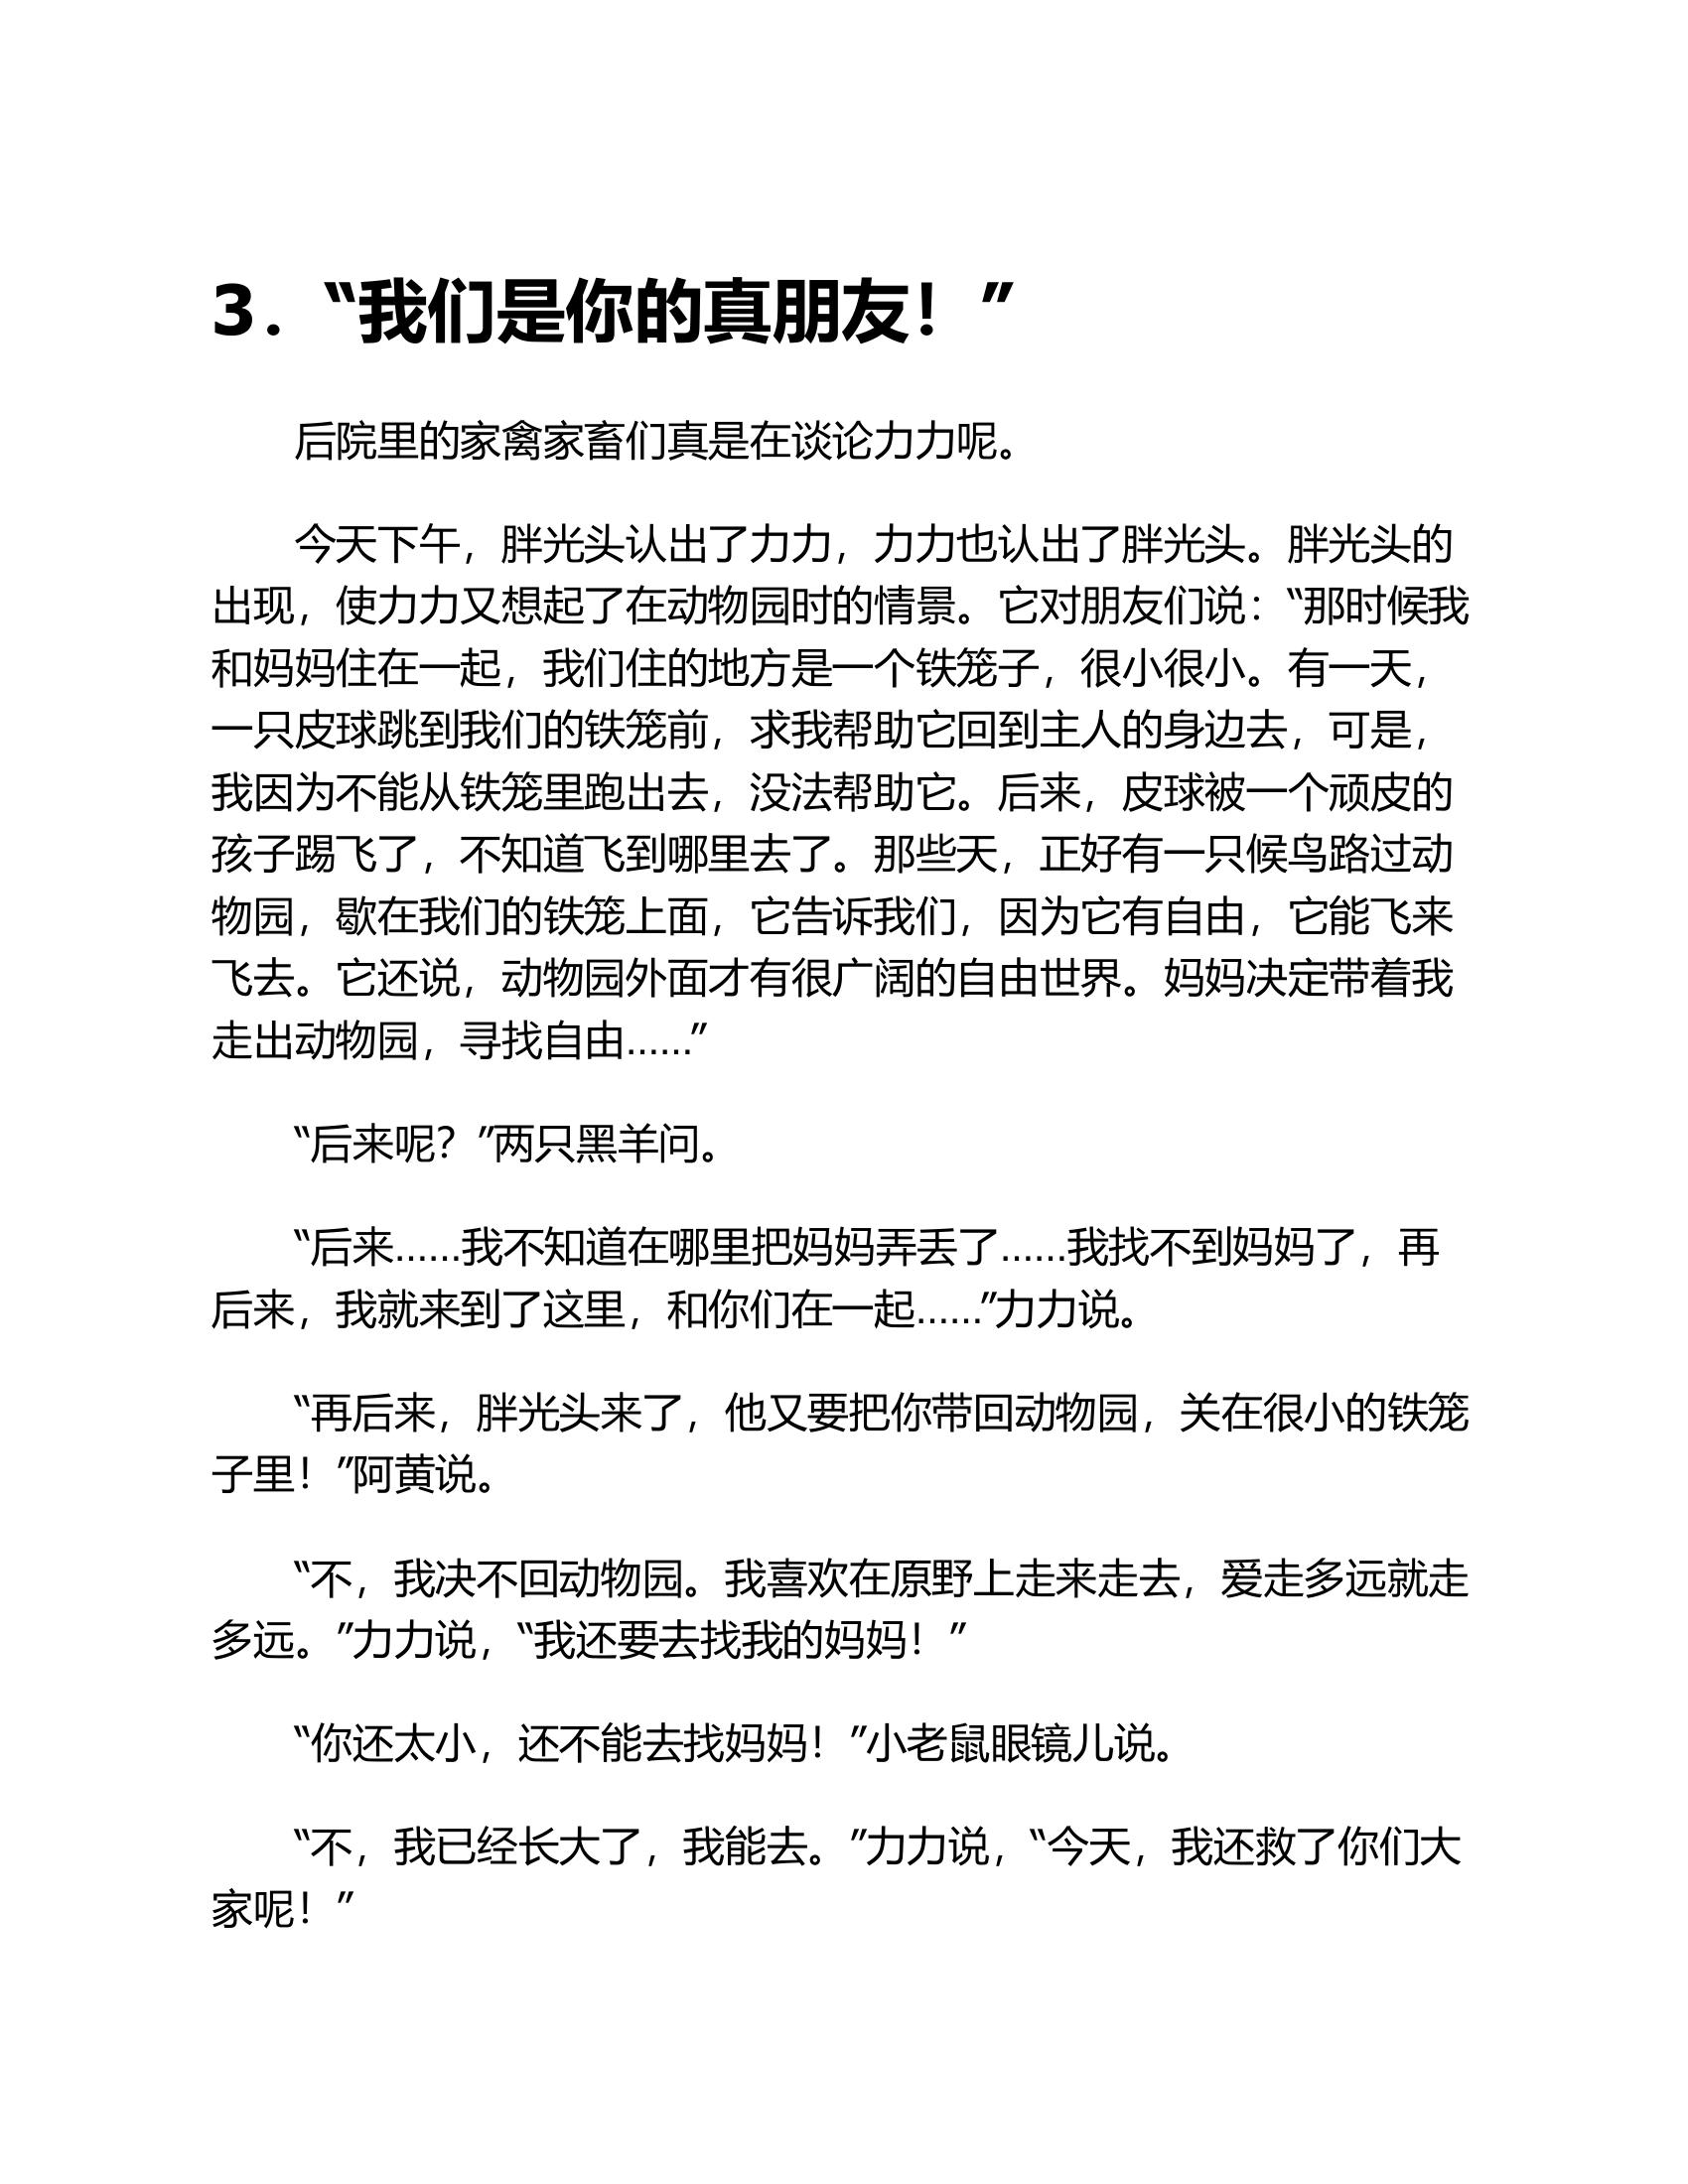 3．“我们是你的真朋友！”
后院里的家禽家畜们真是在谈论力力呢。
今天下午，胖光头认出了力力，力力也认出了胖光头。胖光头的
出现，使力力又想起了在动物园时的情景。它对朋友们说：“那时候我
和妈妈住在一起，我们住的地方是一个铁笼子，很小很小。有一天，
一只皮球跳到我们的铁笼前，求我帮助它回到主人的身边去，可是，
我因为不能从铁笼里跑出去，没法帮助它。后来，皮球被一个顽皮的
孩子踢飞了，不知道飞到哪里去了。那些天，正好有一只候鸟路过动
物园，歇在我们的铁笼上面，它告诉我们，因为它有自由，它能飞来
飞去。它还说，动物园外面才有很广阔的自由世界。妈妈决定带着我
走出动物园，寻找自由……”
“后来呢？”两只黑羊问。
“后来……我不知道在哪里把妈妈弄丢了……我找不到妈妈了，再
后来，我就来到了这里，和你们在一起……”力力说。
“再后来，胖光头来了，他又要把你带回动物园，关在很小的铁笼
子里！”阿黄说。
“不，我决不回动物园。我喜欢在原野上走来走去，爱走多远就走
多远。”力力说，“我还要去找我的妈妈！”
“你还太小，还不能去找妈妈！”小老鼠眼镜儿说。
“不，我已经长大了，我能去。”力力说，“今天，我还救了你们大
家呢！”